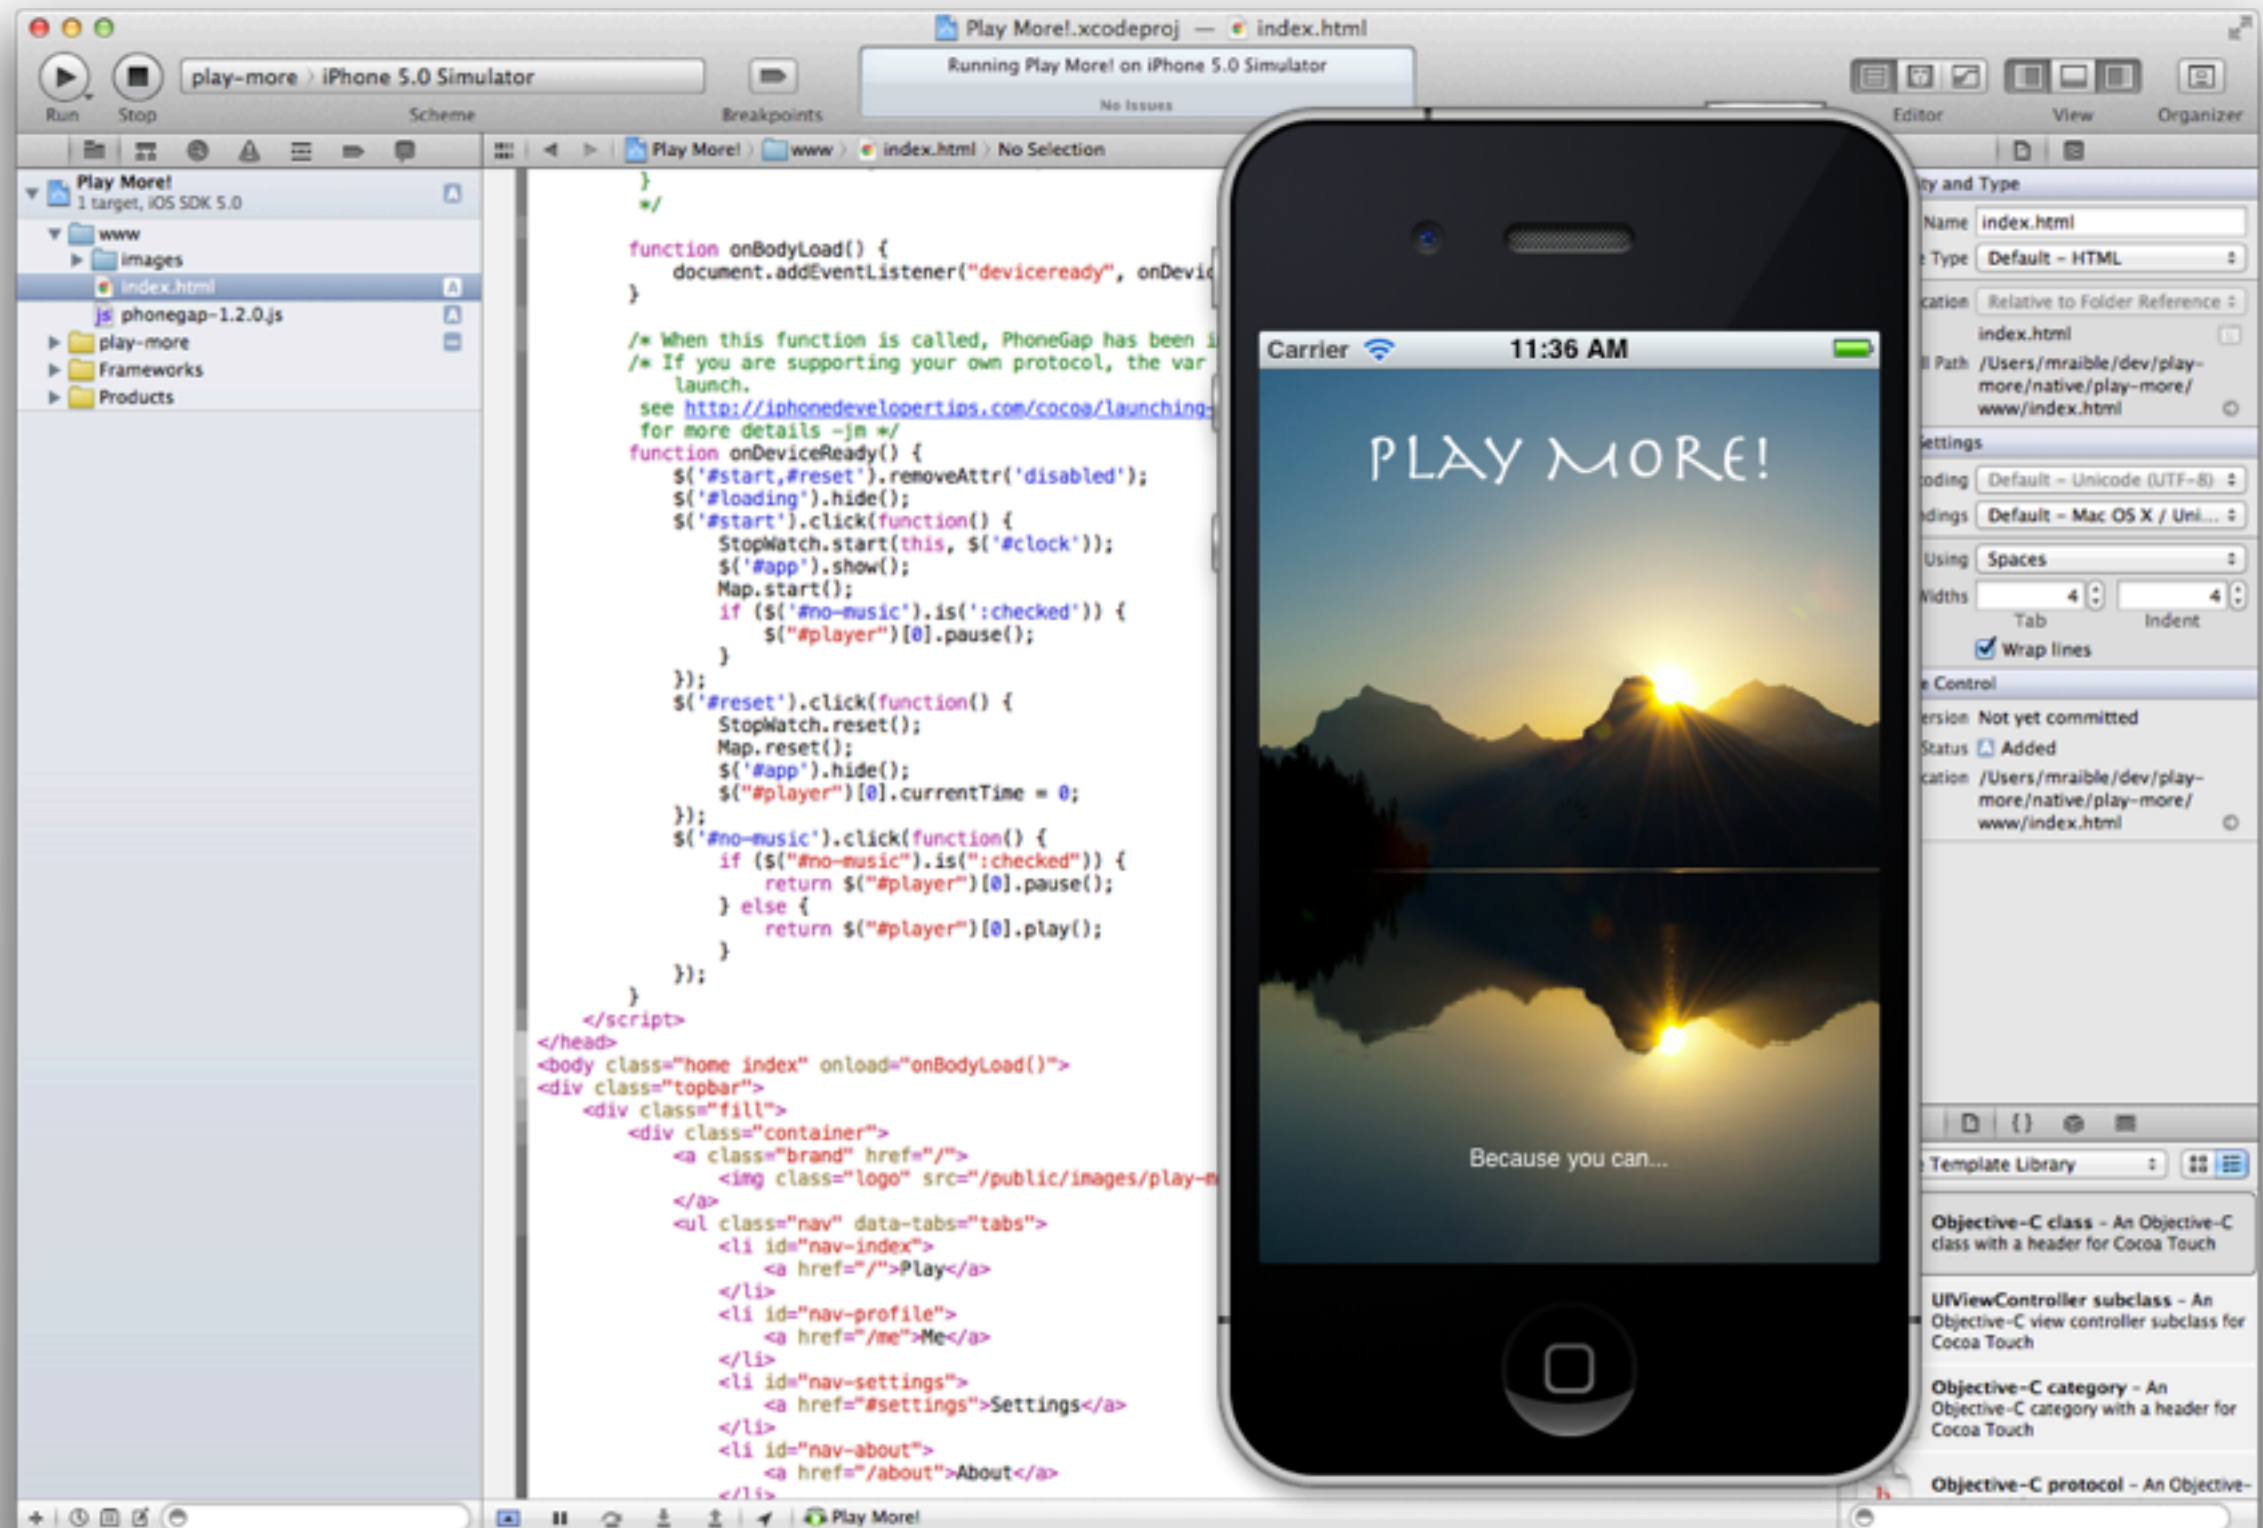 Play More!.xcodeproj — index.html
play-more › iPhone 5.0 Simulator
Running Play More! on iPhone 5.0 Simulator
No Issues
Run
Stop
Scheme
Breakpoints
Editor
View
Organizer
Play More! › www › index.html › No Selection
Play More!
1 target, iOS SDK 5.0
www
images
index.html
A
js phonegap-1.2.0.js
A
play-more
Frameworks
Products
}
*/
function onBodyLoad() {
document.addEventListener("deviceready", onDevic
}
/* When this function is called, PhoneGap has been i
/* If you are supporting your own protocol, the var
launch.
see http://iphonedevelopertips.com/cocoa/launching-
for more details -jm */
function onDeviceReady() {
$('#start,#reset').removeAttr('disabled');
$('#loading').hide();
$('#start').click(function() {
StopWatch.start(this, $('#clock'));
$('#app').show();
Map.start();
if ($('#no-music').is(':checked')) {
$("#player")[0].pause();
}
});
$('#reset').click(function() {
StopWatch.reset();
Map.reset();
$('#app').hide();
$("#player")[0].currentTime = 0;
});
$('#no-music').click(function() {
if ($("#no-music").is(":checked")) {
return $("#player")[0].pause();
} else {
return $("#player")[0].play();
}
});
}
</script>
</head>
<body class="home index" onload="onBodyLoad()">
<div class="topbar">
<div class="fill">
<div class="container">
<a class="brand" href="/">
<img class="logo" src="/public/images/play-m
</a>
<ul class="nav" data-tabs="tabs">
<li id="nav-index">
<a href="/">Play</a>
</li>
<li id="nav-profile">
<a href="/me">Me</a>
</li>
<li id="nav-settings">
<a href="#settings">Settings</a>
</li>
<li id="nav-about">
<a href="/about">About</a>
</li>
Play More!
Carrier 11:36 AM
PLAY MORE!
Because you can...
ty and Type
Name index.html
e Type Default - HTML
cation Relative to Folder Reference
index.html
ll Path /Users/mraible/dev/play-
more/native/play-more/
www/index.html
Settings
coding Default - Unicode (UTF-8)
ndings Default - Mac OS X / Uni...
Using Spaces
Widths 4 4
Tab Indent
Wrap lines
e Control
ersion Not yet committed
Status A Added
cation /Users/mraible/dev/play-
more/native/play-more/
www/index.html
{}
e Template Library
Objective-C class - An Objective-C
class with a header for Cocoa Touch
UIViewController subclass - An
Objective-C view controller subclass for
Cocoa Touch
Objective-C category - An
Objective-C category with a header for
Cocoa Touch
Objective-C protocol - An Objective-